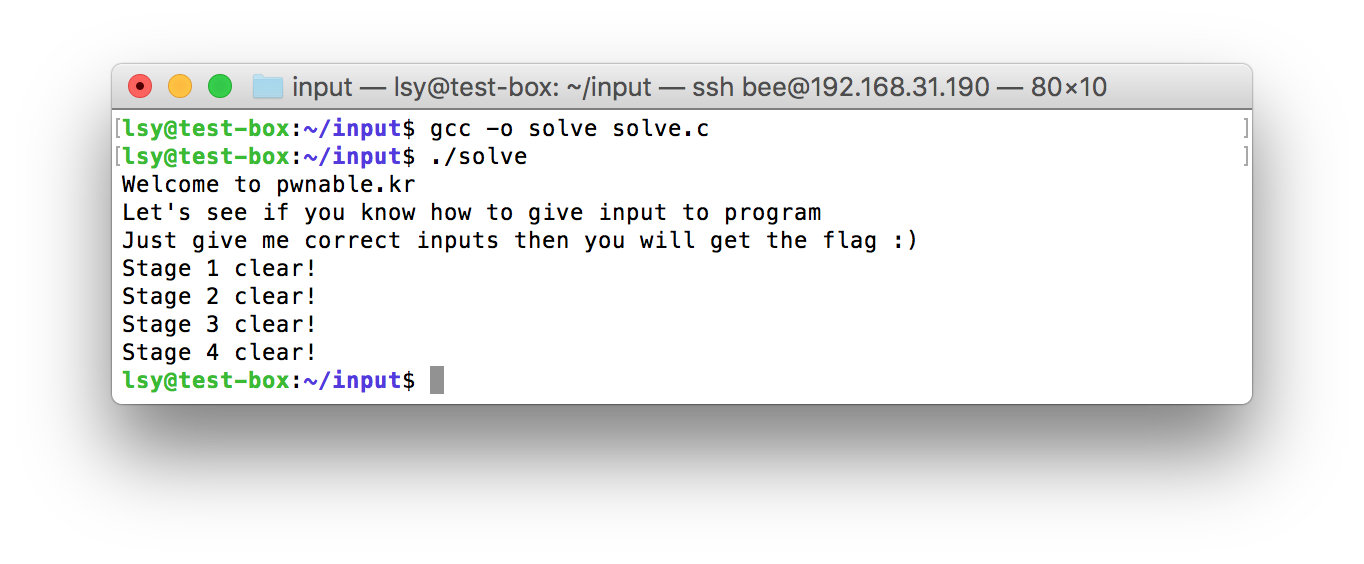 input — lsy@test-box: ~/input — ssh bee@192.168.31.190 — 80×10
[lsy@test-box:~/input$ gcc -o solve solve.c ]
[lsy@test-box:~/input$ ./solve ]
Welcome to pwnable.kr
Let's see if you know how to give input to program
Just give me correct inputs then you will get the flag :)
Stage 1 clear!
Stage 2 clear!
Stage 3 clear!
Stage 4 clear!
lsy@test-box:~/input$